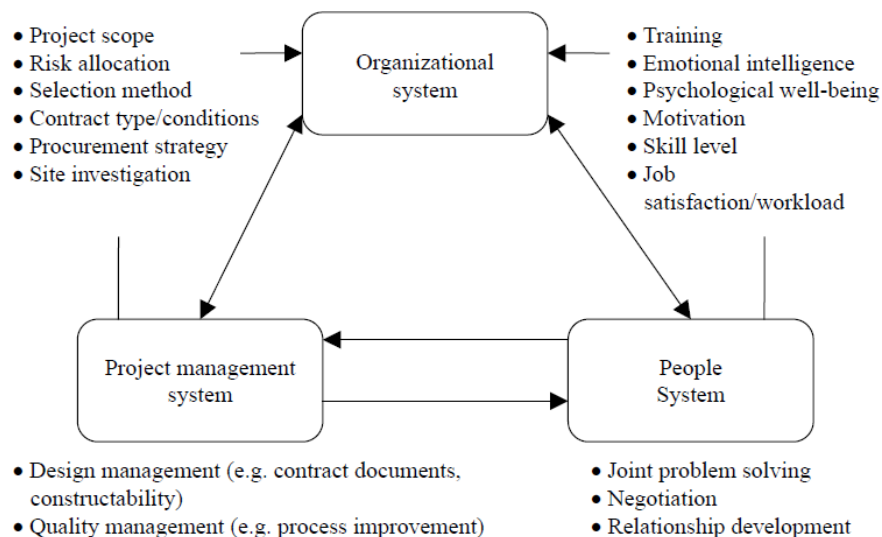 • Project scope
• Risk allocation
• Selection method
• Contract type/conditions
• Procurement strategy
• Site investigation
Organizational
system
• Training
• Emotional intelligence
• Psychological well-being
• Motivation
• Skill level
• Job
satisfaction/workload
Project management
system
People
System
• Design management (e.g. contract documents,
constructability)
• Quality management (e.g. process improvement)
• Joint problem solving
• Negotiation
• Relationship development